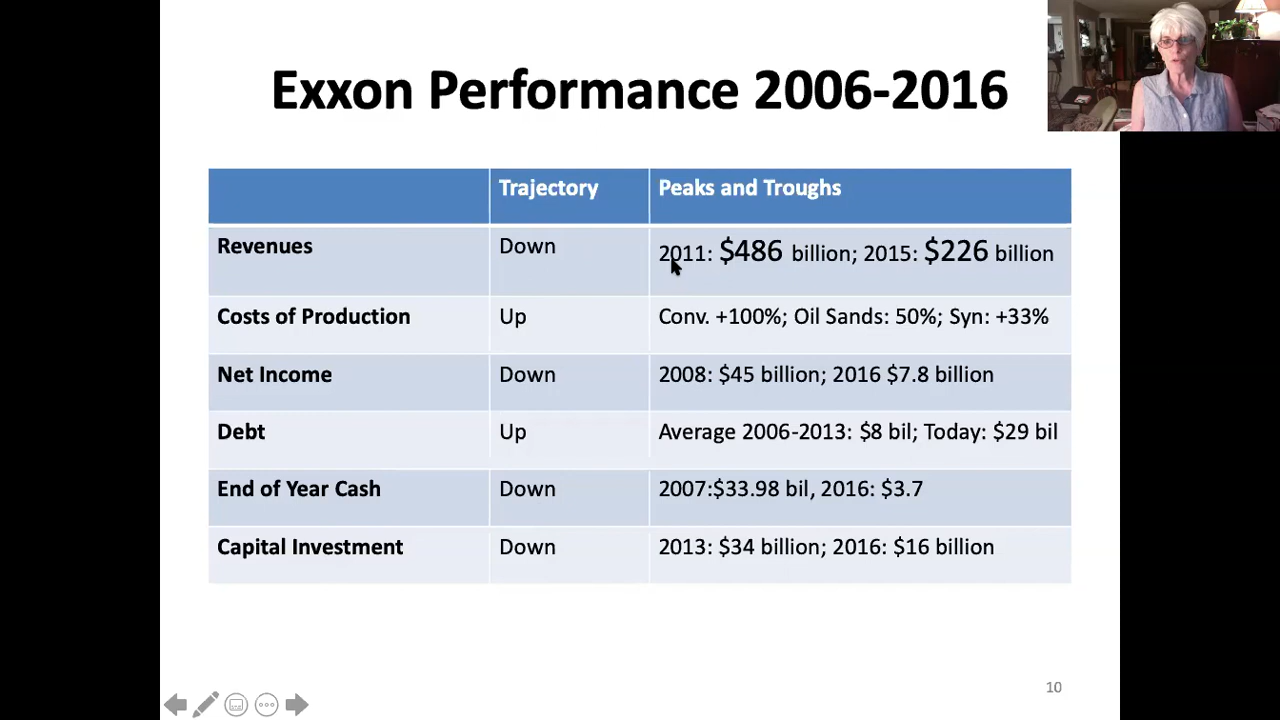 Exxon Performance 2006-2016
Trajectory Peaks and Troughs
Revenues Down 2011: $486 billion; 2015: $226 billion
Costs of Production Up Conv. +100%; Oil Sands: 50%; Syn: +33%
Net Income Down 2008: $45 billion; 2016 $7.8 billion
Debt Up Average 2006-2013: $8 bil; Today: $29 bil
End of Year Cash Down 2007:$33.98 bil, 2016: $3.7
Capital Investment Down 2013: $34 billion; 2016: $16 billion
10